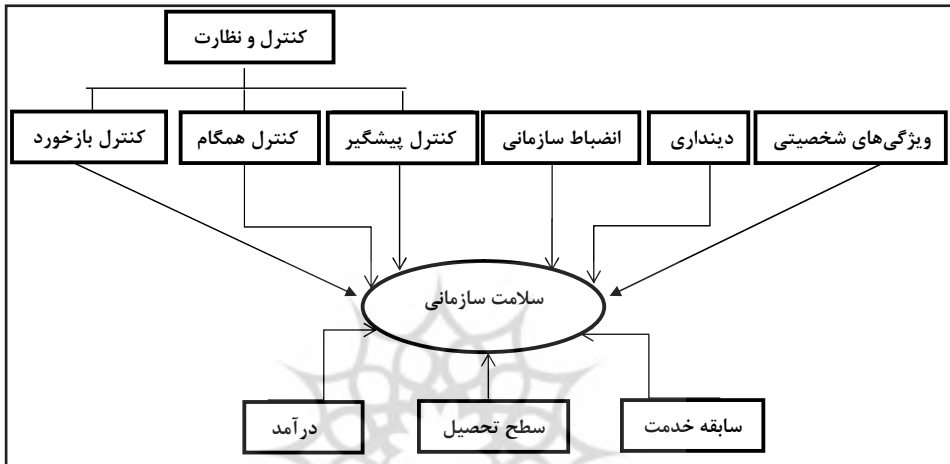 کنترل و نظارت
ویژگی‌های شخصیتی
دینداری
انضباط سازمانی
کنترل پیشگیر
کنترل همگام
کنترل بازخورد
سلامت سازمانی
سابقه خدمت
سطح تحصیل
درآمد